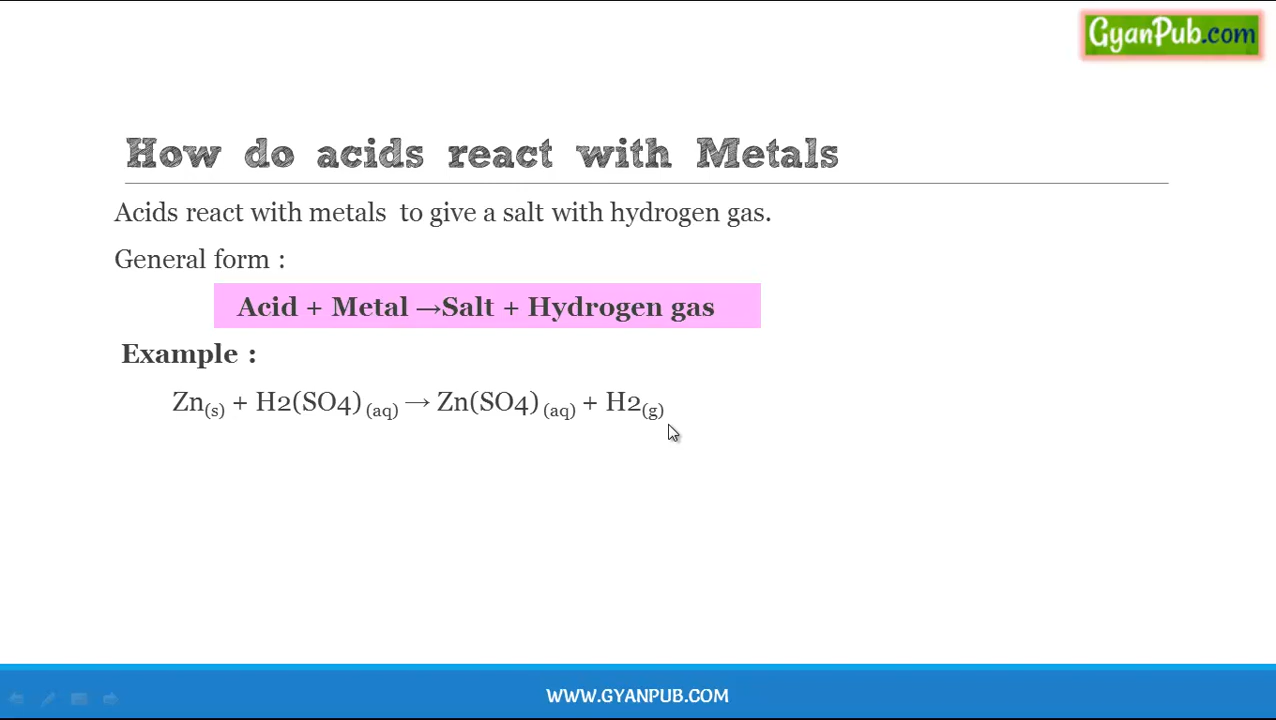 GyanPub.com
How do acids react with Metals
Acids react with metals to give a salt with hydrogen gas.
General form :
Acid + Metal →Salt + Hydrogen gas
Example :
Zn(s) + H2(SO4) (aq) → Zn(SO4) (aq) + H2(g)
WWW.GYANPUB.COM